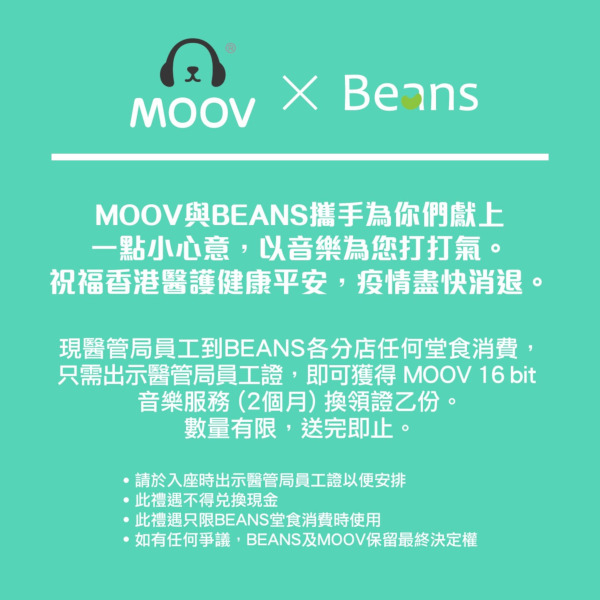 MOOV® × Beans
MOOV與BEANS攜手為你們獻上
一點小心意，以音樂為您打打氣。
祝福香港醫護健康平安，疫情盡快消退。
現醫管局員工到BEANS各分店任何堂食消費，
只需出示醫管局員工證，即可獲得 MOOV 16 bit
音樂服務 (2個月) 換領證乙份。
數量有限，送完即止。
• 請於入座時出示醫管局員工證以便安排
• 此禮遇不得兌換現金
• 此禮遇只限BEANS堂食消費時使用
• 如有任何爭議，BEANS及MOOV保留最終決定權